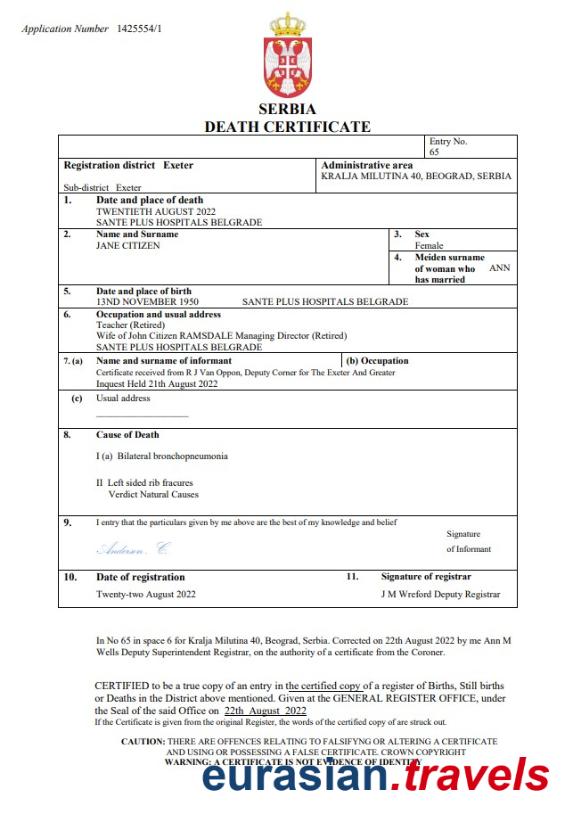 Application Number 1425554/1
SERBIA
DEATH CERTIFICATE
Entry No.
65
Registration district Exeter
Sub-district Exeter
Administrative area
KRALJA MILUTINA 40, BEOGRAD, SERBIA
1. Date and place of death
TWENTIETH AUGUST 2022
SANTE PLUS HOSPITALS BELGRADE
2. Name and Surname
JANE CITIZEN
3. Sex
Female
4. Meiden surname
of woman who ANN
has married
5. Date and place of birth
13ND NOVEMBER 1950 SANTE PLUS HOSPITALS BELGRADE
6. Occupation and usual address
Teacher (Retired)
Wife of John Citizen RAMSDALE Managing Director (Retired)
SANTE PLUS HOSPITALS BELGRADE
7. (a) Name and surname of informant (b) Occupation
Certificate received from R J Van Oppon, Deputy Corner for The Exeter And Greater
Inquest Held 21th August 2022
(c) Usual address
8. Cause of Death
I (a) Bilateral bronchopneumonia
II Left sided rib fracures
Verdict Natural Causes
9. I entry that the particulars given by me above are the best of my knowledge and belief
Anderson. C.
Signature
of Informant
10. Date of registration
Twenty-two August 2022
11. Signature of registrar
J M Wreford Deputy Registrar
In No 65 in space 6 for Kralja Milutina 40, Beograd, Serbia. Corrected on 22th August 2022 by me Ann M
Wells Deputy Superintendent Registrar, on the authority of a certificate from the Coroner.
CERTIFIED to be a true copy of an entry in the certified copy of a register of Births, Still births
or Deaths in the District above mentioned. Given at the GENERAL REGISTER OFFICE, under
the Seal of the said Office on 22th August 2022
If the Certificate is given from the original Register, the words of the certified copy of are struck out.
CAUTION: THERE ARE OFFENCES RELATING TO FALSIFYNG OR ALTERING A CERTIFICATE
AND USING OR POSSESSING A FALSE CERTIFICATE. CROWN COPYRIGHT
WARNING: A CERTIFICATE IS NOT EVIDENCE OF IDENTITY
eurasian.travels